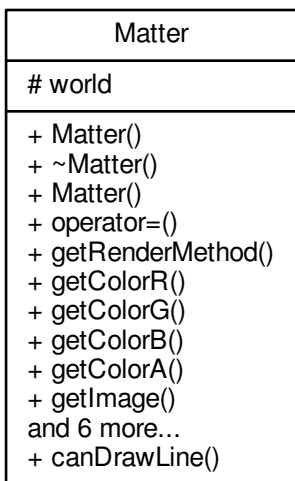 Matter
# world
+ Matter()
+ ~Matter()
+ Matter()
+ operator=()
+ getRenderMethod()
+ getColorR()
+ getColorG()
+ getColorB()
+ getColorA()
+ getImage()
and 6 more...
+ canDrawLine()